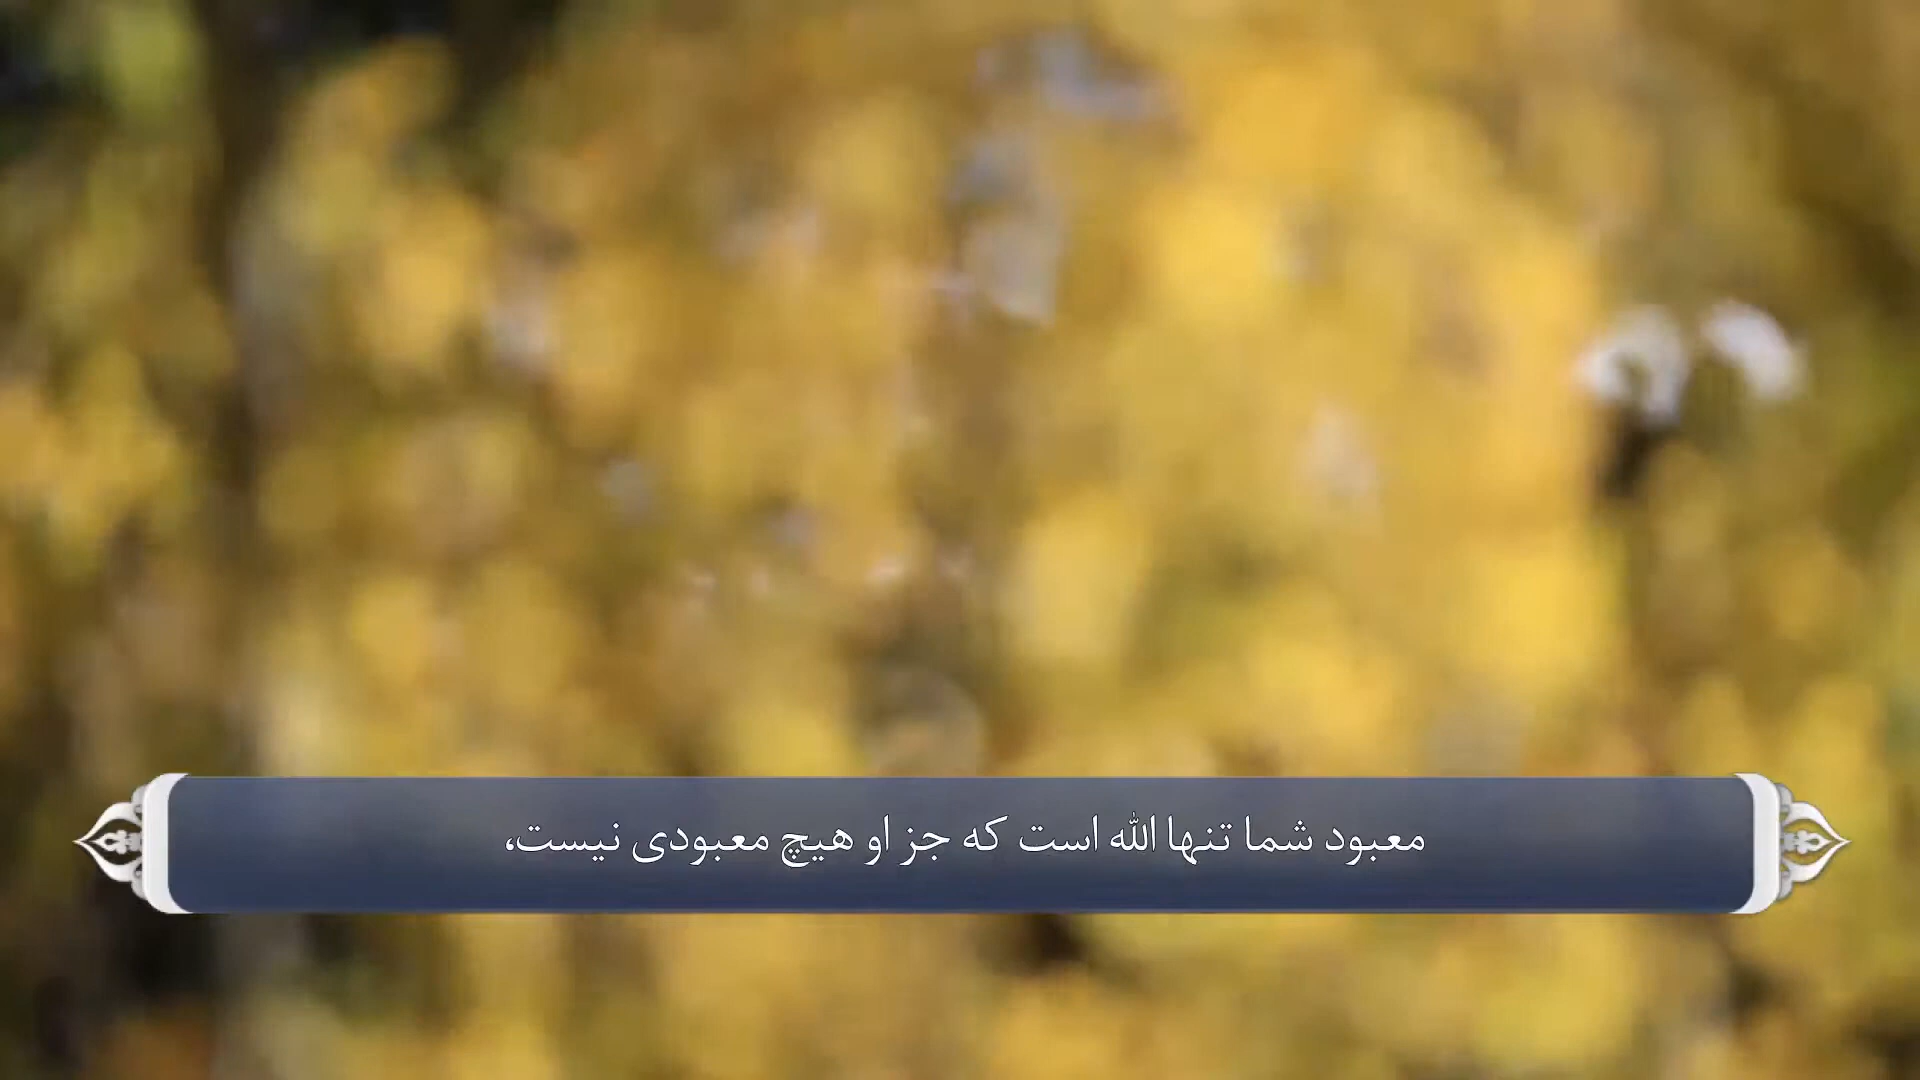 معبود شما تنها الله است که جز او هیچ معبودی نیست،